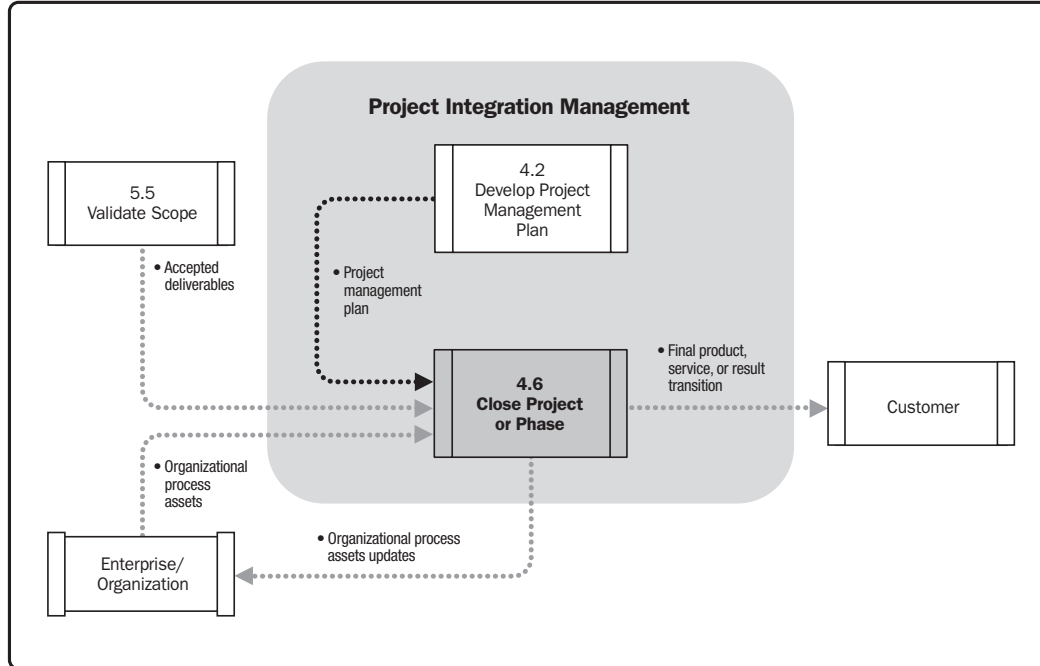 Project Integration Management
5.5
Validate Scope
4.2
Develop Project
Management
Plan
• Accepted
deliverables
• Project
management
plan
4.6
Close Project
or Phase
• Final product,
service, or result
transition
Customer
• Organizational
process
assets
• Organizational process
assets updates
Enterprise/
Organization